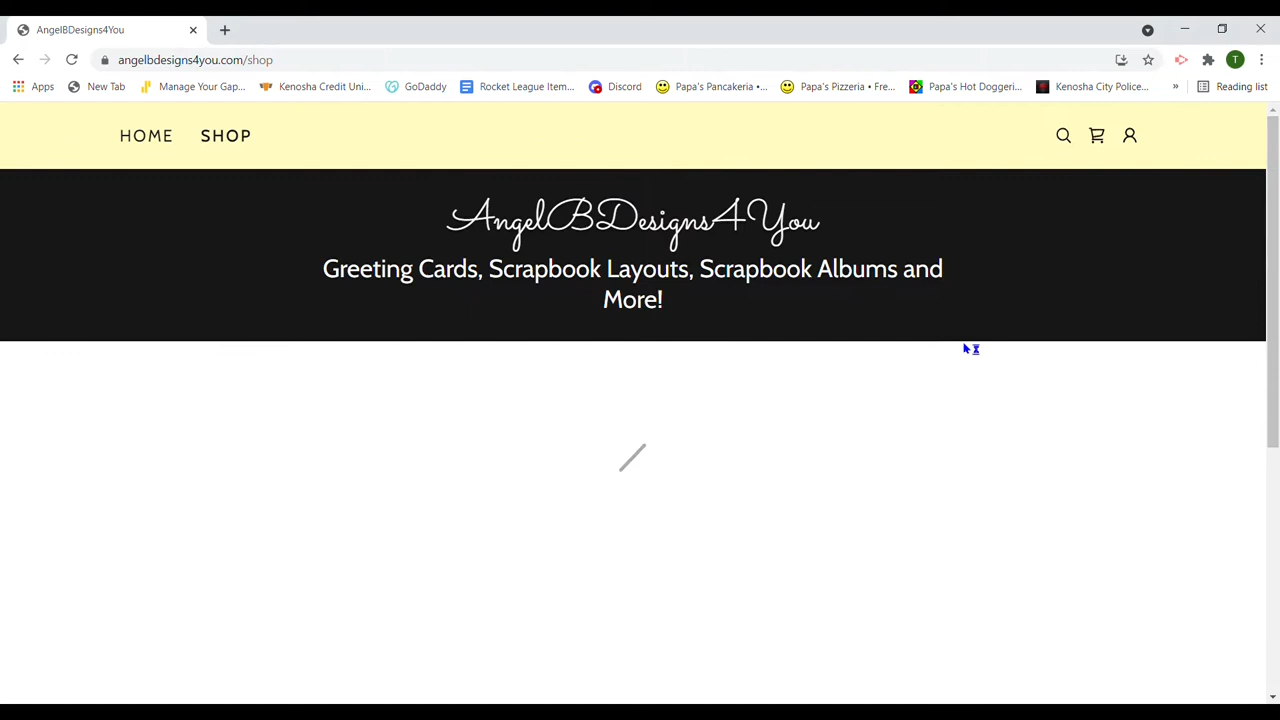 AngelBDesigns4You
angelbdesigns4you.com/shop
T
Apps
New Tab
Manage Your Gap...
Kenosha Credit Uni...
GoDaddy
Rocket League Item...
Discord
Papa's Pancakeria •...
Papa's Pizzeria • Fre...
Papa's Hot Doggeri...
Kenosha City Police...
»
Reading list
HOME
SHOP
AngelBDesigns4You
Greeting Cards, Scrapbook Layouts, Scrapbook Albums and
More!